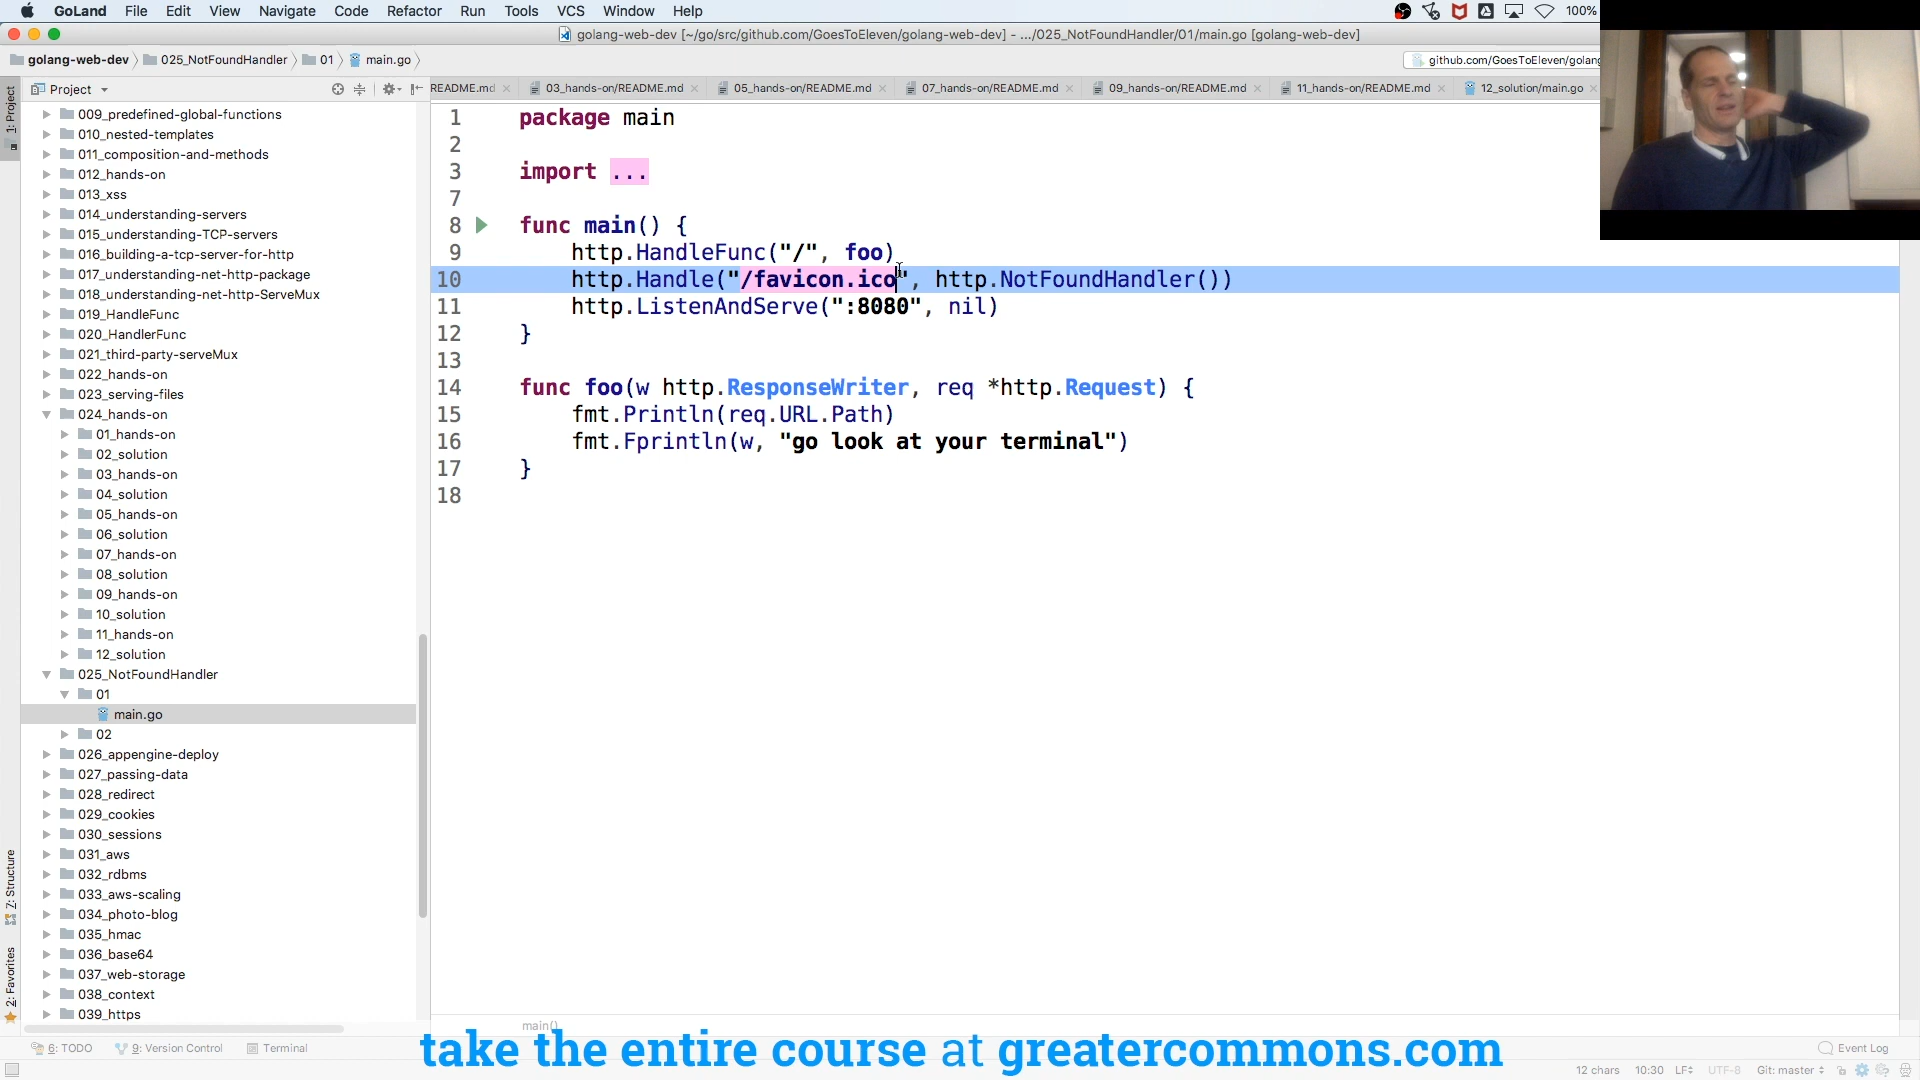 GoLand File Edit View Navigate Code Refactor Run Tools VCS Window Help 100%
golang-web-dev [~/go/src/github.com/GoesToEleven/golang-web-dev] - .../025_NotFoundHandler/01/main.go [golang-web-dev]
golang-web-dev 025_NotFoundHandler 01 main.go github.com/GoesToEleven/golang
Project README.md 03_hands-on/README.md 05_hands-on/README.md 07_hands-on/README.md 09_hands-on/README.md 11_hands-on/README.md 12_solution/main.go
1: Project
009_predefined-global-functions
010_nested-templates
011_composition-and-methods
012_hands-on
013_xss
014_understanding-servers
015_understanding-TCP-servers
016_building-a-tcp-server-for-http
017_understanding-net-http-package
018_understanding-net-http-ServeMux
019_HandleFunc
020_HandlerFunc
021_third-party-serveMux
022_hands-on
023_serving-files
024_hands-on
01_hands-on
02_solution
03_hands-on
04_solution
05_hands-on
06_solution
07_hands-on
08_solution
09_hands-on
10_solution
11_hands-on
12_solution
025_NotFoundHandler
01
main.go
02
026_appengine-deploy
027_passing-data
028_redirect
029_cookies
030_sessions
031_aws
032_rdbms
033_aws-scaling
034_photo-blog
035_hmac
036_base64
037_web-storage
038_context
039_https
7: Structure
2: Favorites
1 package main
2
3 import ...
7
8 func main() {
9 http.HandleFunc("/", foo)
10 http.Handle("/favicon.ico", http.NotFoundHandler())
11 http.ListenAndServe(":8080", nil)
12 }
13
14 func foo(w http.ResponseWriter, req *http.Request) {
15 fmt.Println(req.URL.Path)
16 fmt.Fprintln(w, "go look at your terminal")
17 }
18
main()
6: TODO 9: Version Control Terminal Event Log
take the entire course at greatercommons.com
12 chars 10:30 LF UTF-8 Git: master